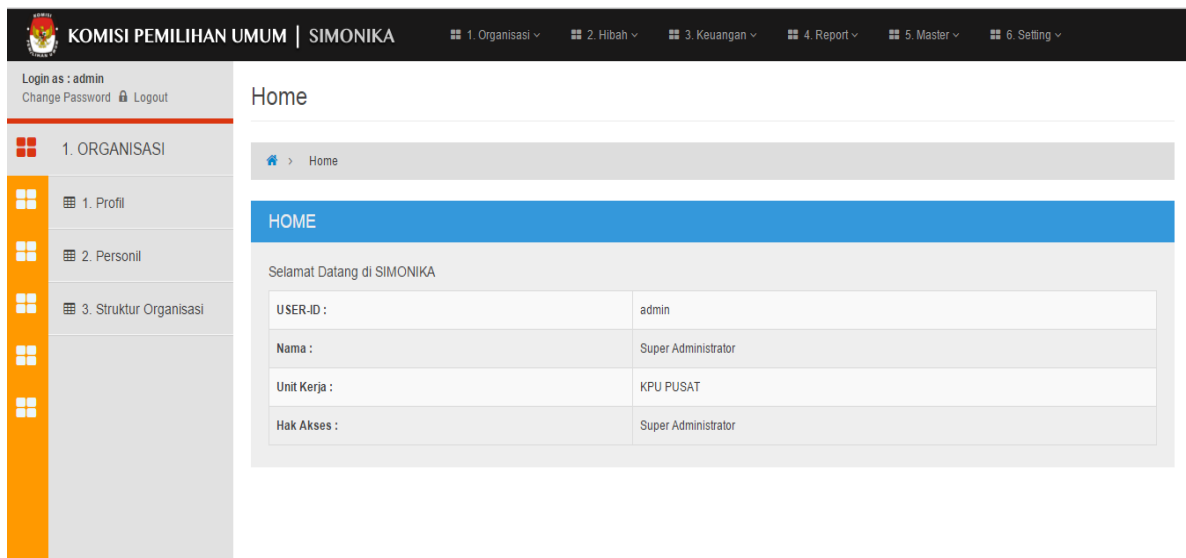 KOMISI PEMILIHAN UMUM | SIMONIKA 1. Organisasi 2. Hibah 3. Keuangan 4. Report 5. Master 6. Setting
Login as : admin
Change Password Logout
Home
1. ORGANISASI
1. Profil
2. Personil
3. Struktur Organisasi
> Home
HOME
Selamat Datang di SIMONIKA
USER-ID : admin
Nama : Super Administrator
Unit Kerja : KPU PUSAT
Hak Akses : Super Administrator